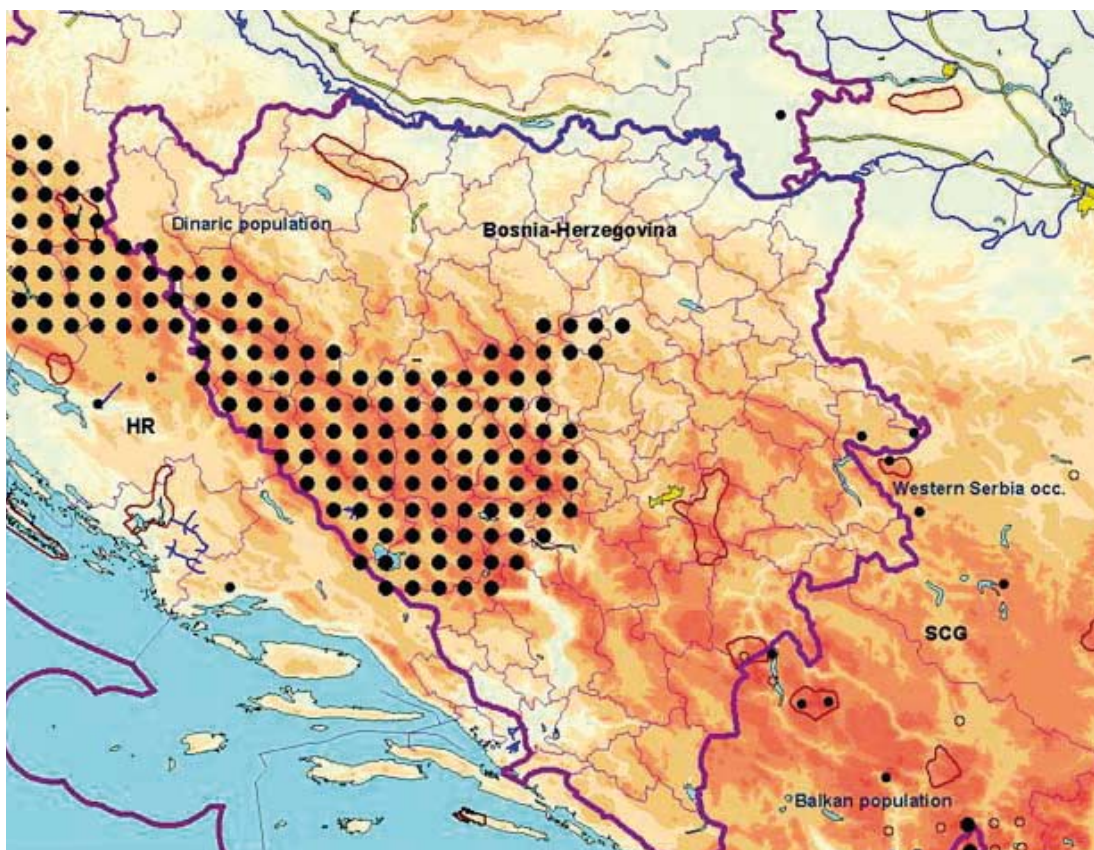 Dinaric population
Bosnia-Herzegovina
HR
Western Serbia occ.
SCG
Balkan population